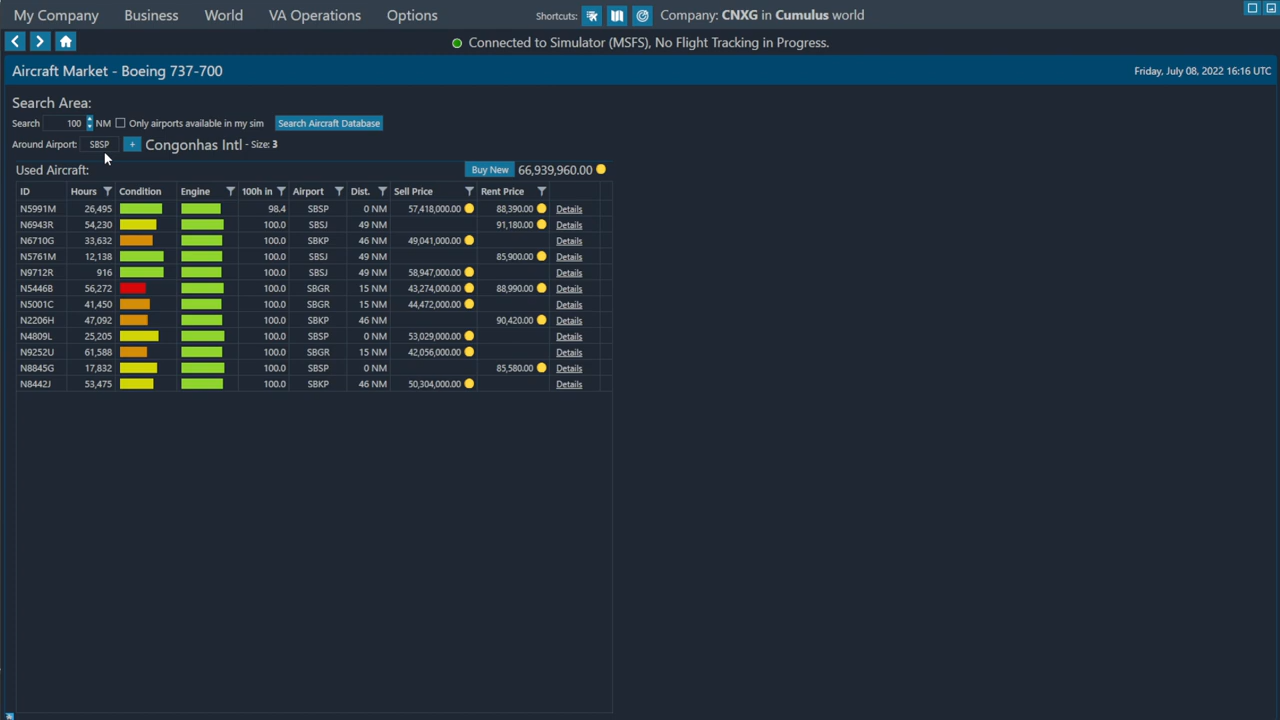 My Company Business World VA Operations Options Shortcuts: Company: CNXG in Cumulus world
Connected to Simulator (MSFS), No Flight Tracking in Progress.
Aircraft Market - Boeing 737-700 Friday, July 08, 2022 16:16 UTC
Search Area:
Search 100 NM Only airports available in my sim Search Aircraft Database
Around Airport: SBSP + Congonhas Intl - Size: 3
Used Aircraft: Buy New 66,939,960.00
ID Hours Condition Engine 100h in Airport Dist. Sell Price Rent Price
N5991M 26,495 98.4 SBSP 0 NM 57,418,000.00 88,390.00 Details
N6943R 54,230 100.0 SBSJ 49 NM 91,180.00 Details
N6710G 33,632 100.0 SBKP 46 NM 49,041,000.00 Details
N5761M 12,138 100.0 SBSJ 49 NM 85,900.00 Details
N9712R 916 100.0 SBSJ 49 NM 58,947,000.00 Details
N5446B 56,272 100.0 SBGR 15 NM 43,274,000.00 88,990.00 Details
N5001C 41,450 100.0 SBGR 15 NM 44,472,000.00 Details
N2206H 47,092 100.0 SBKP 46 NM 90,420.00 Details
N4809L 25,205 100.0 SBSP 0 NM 53,029,000.00 Details
N9252U 61,588 100.0 SBGR 15 NM 42,056,000.00 Details
N8845G 17,832 100.0 SBSP 0 NM 85,580.00 Details
N8442J 53,475 100.0 SBKP 46 NM 50,304,000.00 Details